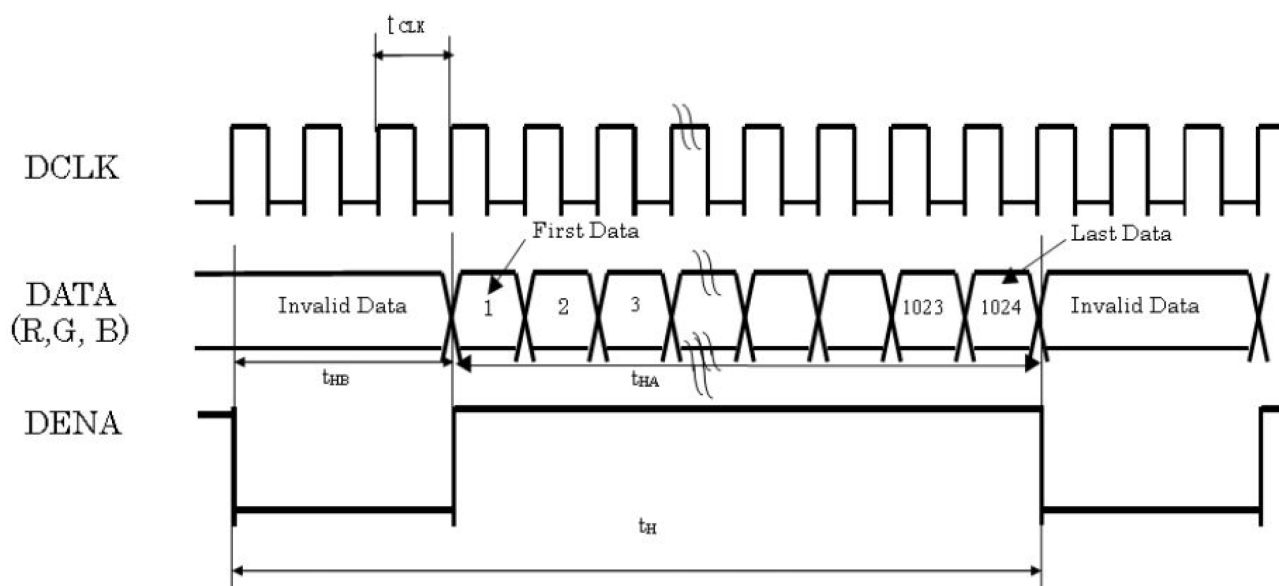 tCLK
DCLK
First Data
Last Data
DATA
(R,G, B)
Invalid Data
1
2
3
1023
1024
Invalid Data
tHB
tHA
DENA
tH